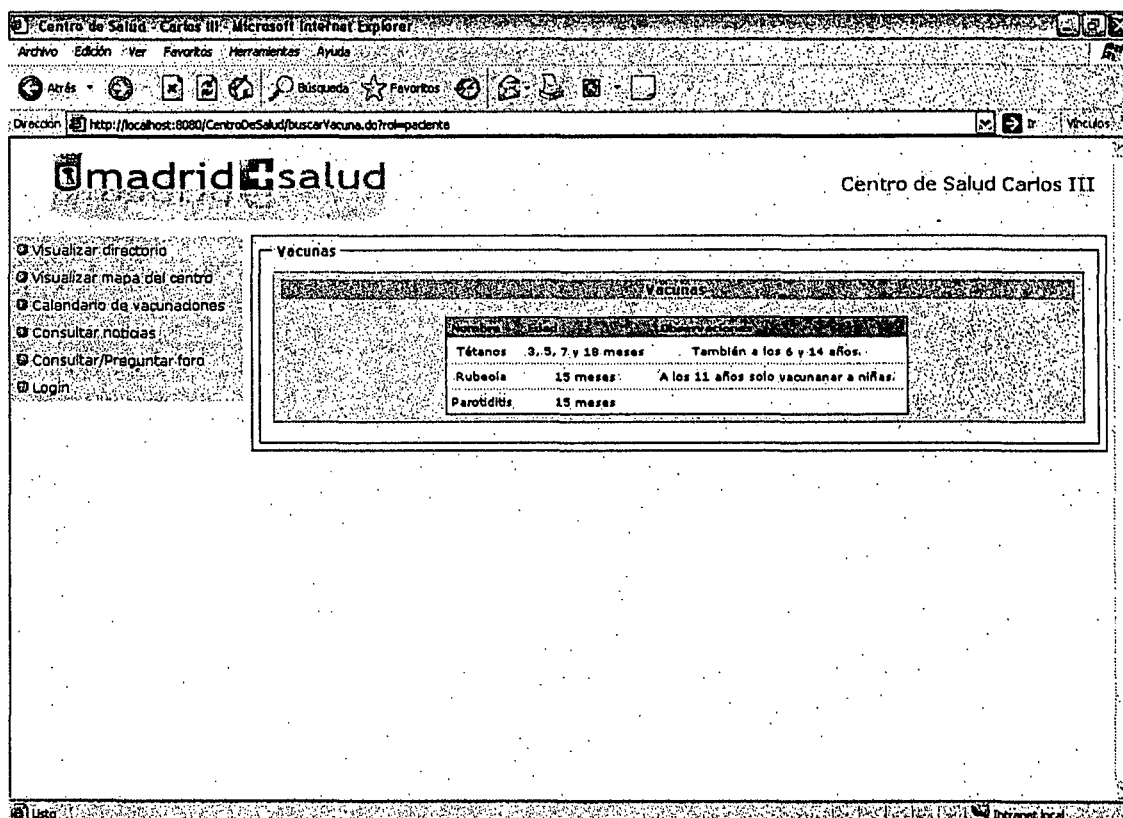 Centro de Salud - Carlos III - Microsoft Internet Explorer
Archivo Edición Ver Favoritos Herramientas Ayuda
Atrás Búsqueda Favoritos
Dirección http://localhost:8080/CentroDeSalud/buscarVacuna.do?rol=paciente Ir Vínculos
madrid salud
Centro de Salud Carlos III
Visualizar directorio
Visualizar mapa del centro
Calendario de vacunaciones
Consultar noticias
Consultar/Preguntar foro
Login
Vacunas
Vacunas
Nombre Edad Observaciones
Tétanos 3, 5, 7 y 18 meses También a los 6 y 14 años.
Rubeola 15 meses A los 11 años solo vacunanar a niñas.
Parotiditis 15 meses
Listo Intranet local